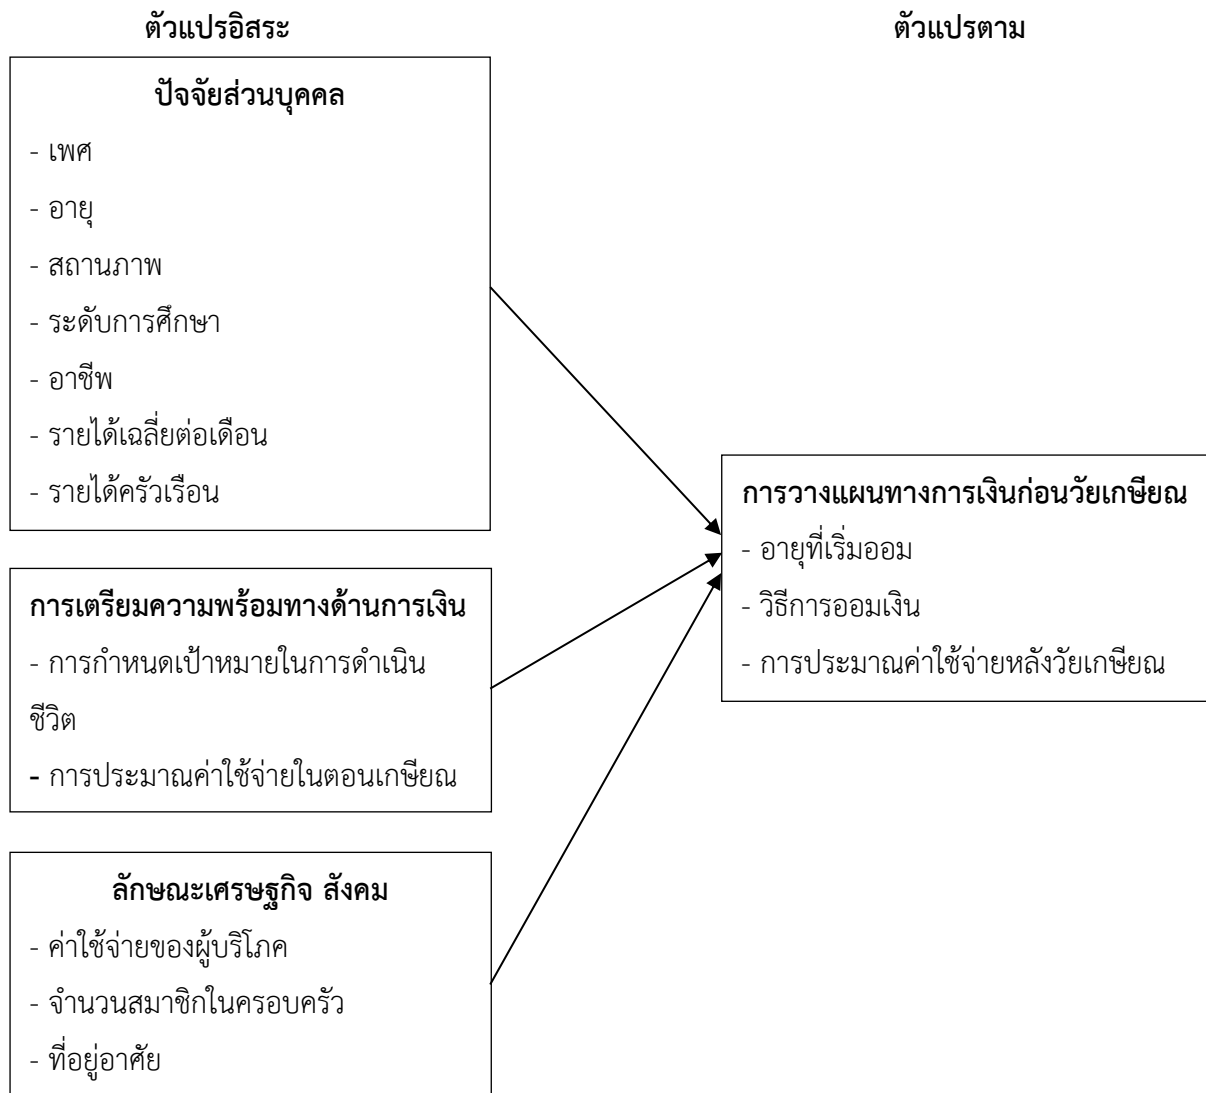 ตัวแปรอิสระ
ตัวแปรตาม
ปัจจัยส่วนบุคคล
- เพศ
- อายุ
- สถานภาพ
- ระดับการศึกษา
- อาชีพ
- รายได้เฉลี่ยต่อเดือน
- รายได้ครัวเรือน
การเตรียมความพร้อมทางด้านการเงิน
- การกำหนดเป้าหมายในการดำเนิน
ชีวิต
- การประมาณค่าใช้จ่ายในตอนเกษียณ
ลักษณะเศรษฐกิจ สังคม
- ค่าใช้จ่ายของผู้บริโภค
- จำนวนสมาชิกในครอบครัว
- ที่อยู่อาศัย
การวางแผนทางการเงินก่อนวัยเกษียณ
- อายุที่เริ่มออม
- วิธีการออมเงิน
- การประมาณค่าใช้จ่ายหลังวัยเกษียณ